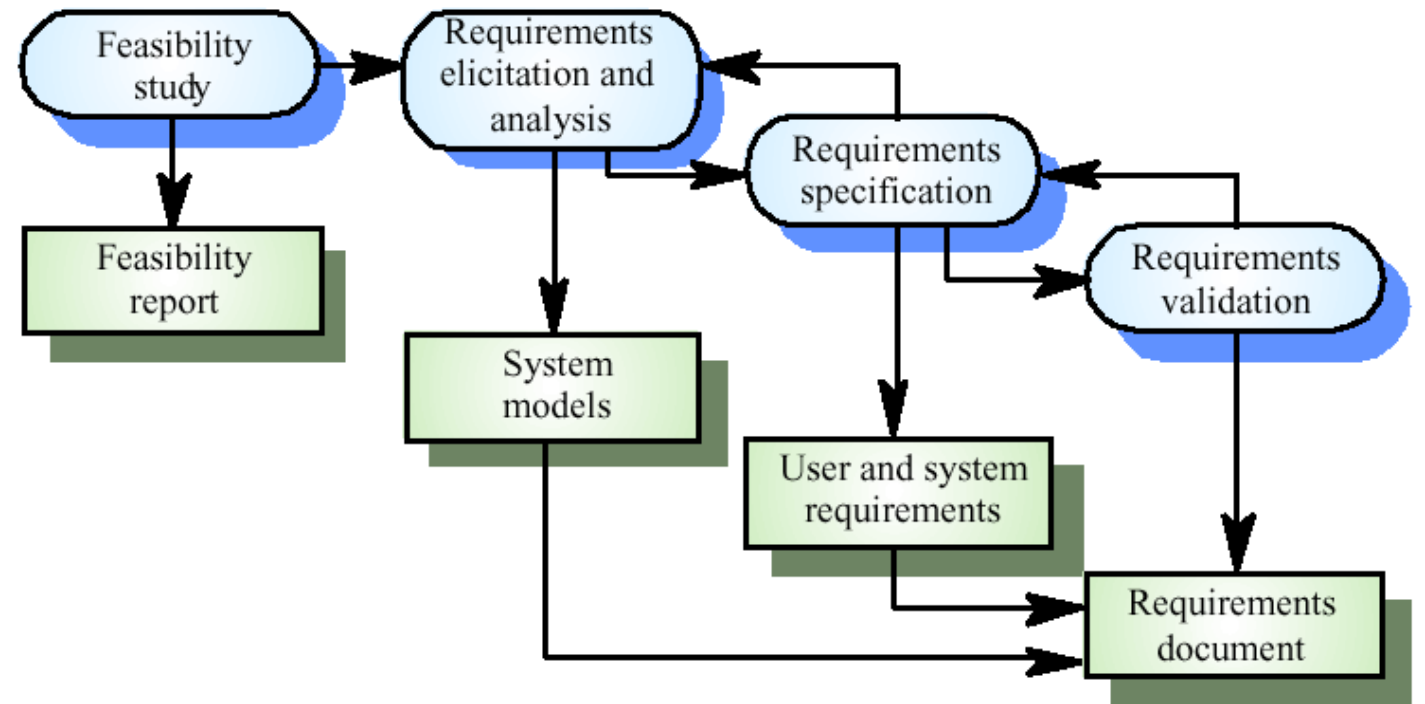 Feasibility
study
Requirements
elicitation and
analysis
Requirements
specification
Requirements
validation
Feasibility
report
System
models
User and system
requirements
Requirements
document